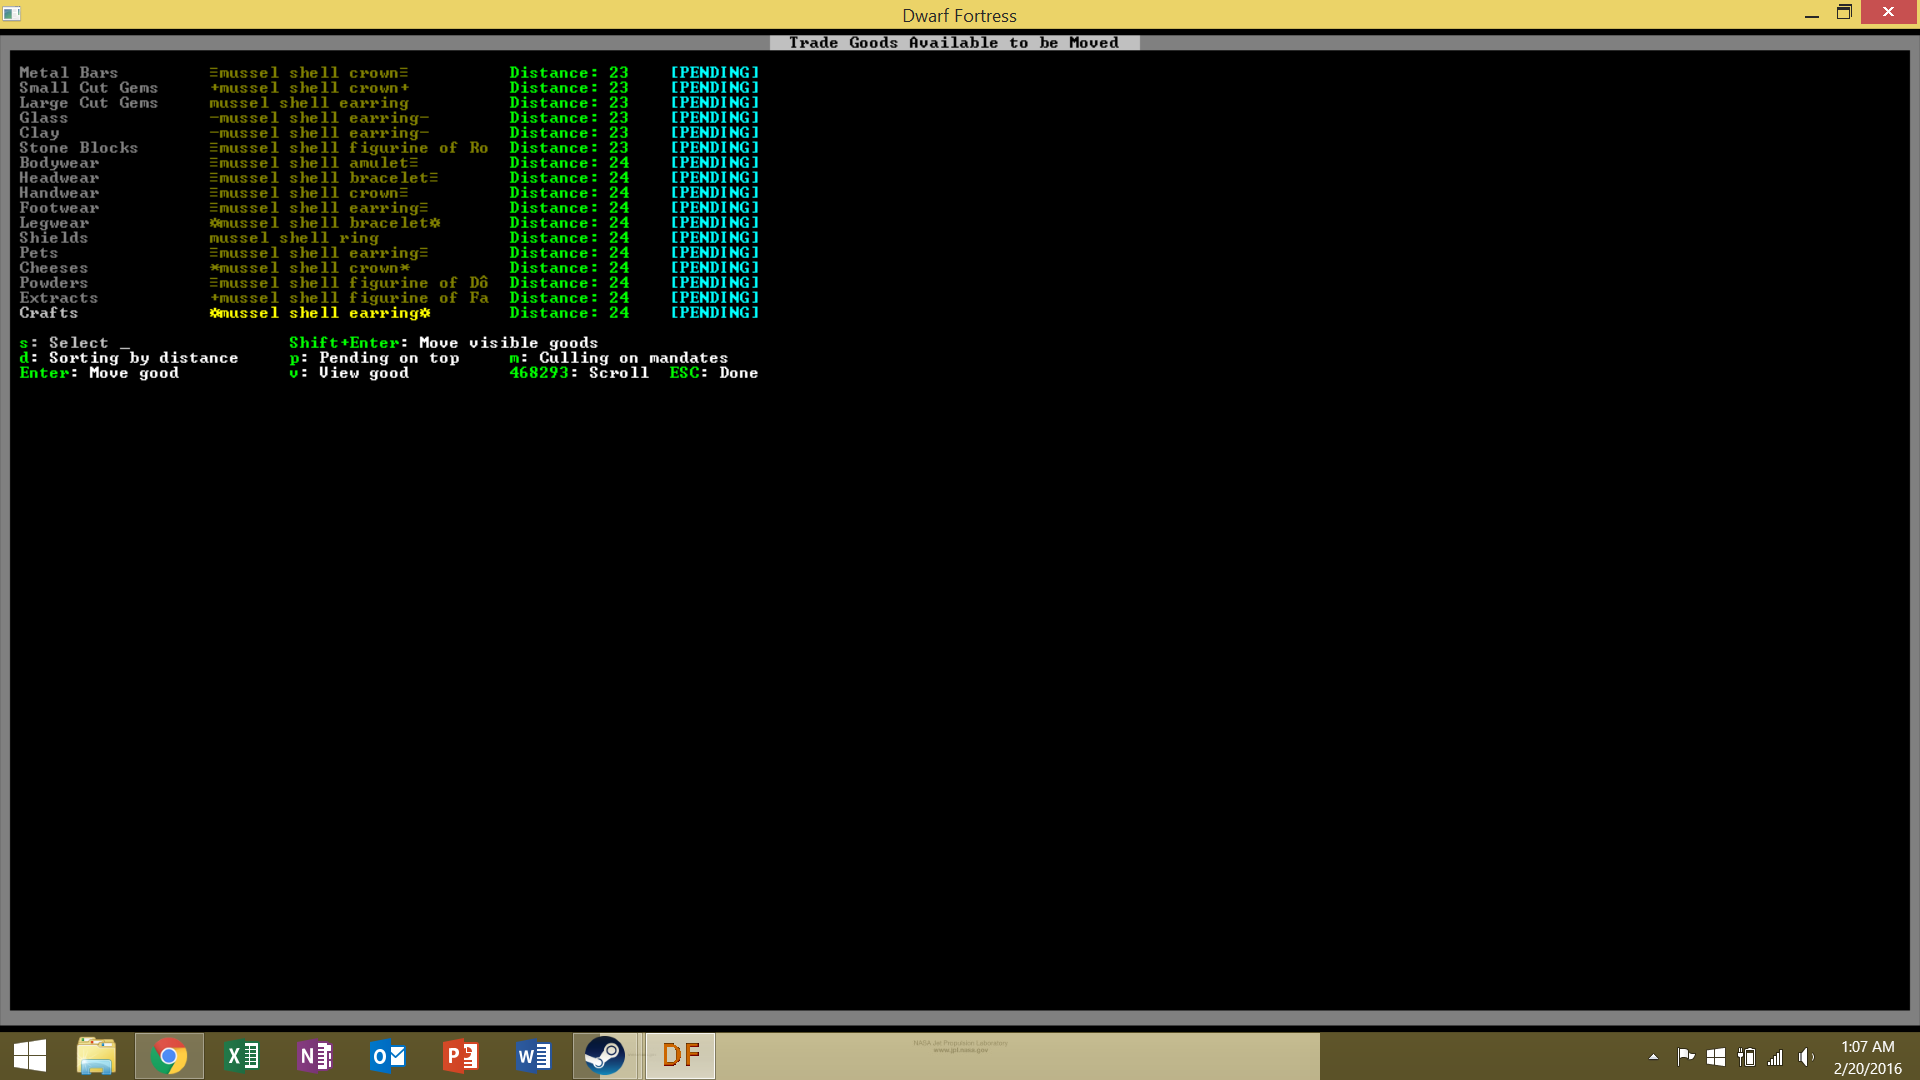 Dwarf Fortress
Trade Goods Available to be Moved
Metal Bars ≡mussel shell crown≡ Distance: 23 [PENDING]
Small Cut Gems +mussel shell crown+ Distance: 23 [PENDING]
Large Cut Gems mussel shell earring Distance: 23 [PENDING]
Glass -mussel shell earring- Distance: 23 [PENDING]
Clay -mussel shell earring- Distance: 23 [PENDING]
Stone Blocks ≡mussel shell figurine of Ro Distance: 23 [PENDING]
Bodywear ≡mussel shell amulet≡ Distance: 24 [PENDING]
Headwear ≡mussel shell bracelet≡ Distance: 24 [PENDING]
Handwear ≡mussel shell crown≡ Distance: 24 [PENDING]
Footwear ≡mussel shell earring≡ Distance: 24 [PENDING]
Legwear ☼mussel shell bracelet☼ Distance: 24 [PENDING]
Shields mussel shell ring Distance: 24 [PENDING]
Pets ≡mussel shell earring≡ Distance: 24 [PENDING]
Cheeses *mussel shell crown* Distance: 24 [PENDING]
Powders ≡mussel shell figurine of Dô Distance: 24 [PENDING]
Extracts +mussel shell figurine of Fa Distance: 24 [PENDING]
Crafts ☼mussel shell earring☼ Distance: 24 [PENDING]
s: Select _ Shift+Enter: Move visible goods
d: Sorting by distance p: Pending on top m: Culling on mandates
Enter: Move good v: View good 468293: Scroll ESC: Done
NASA Jet Propulsion Laboratory
www.jpl.nasa.gov
DF
1:07 AM
2/20/2016